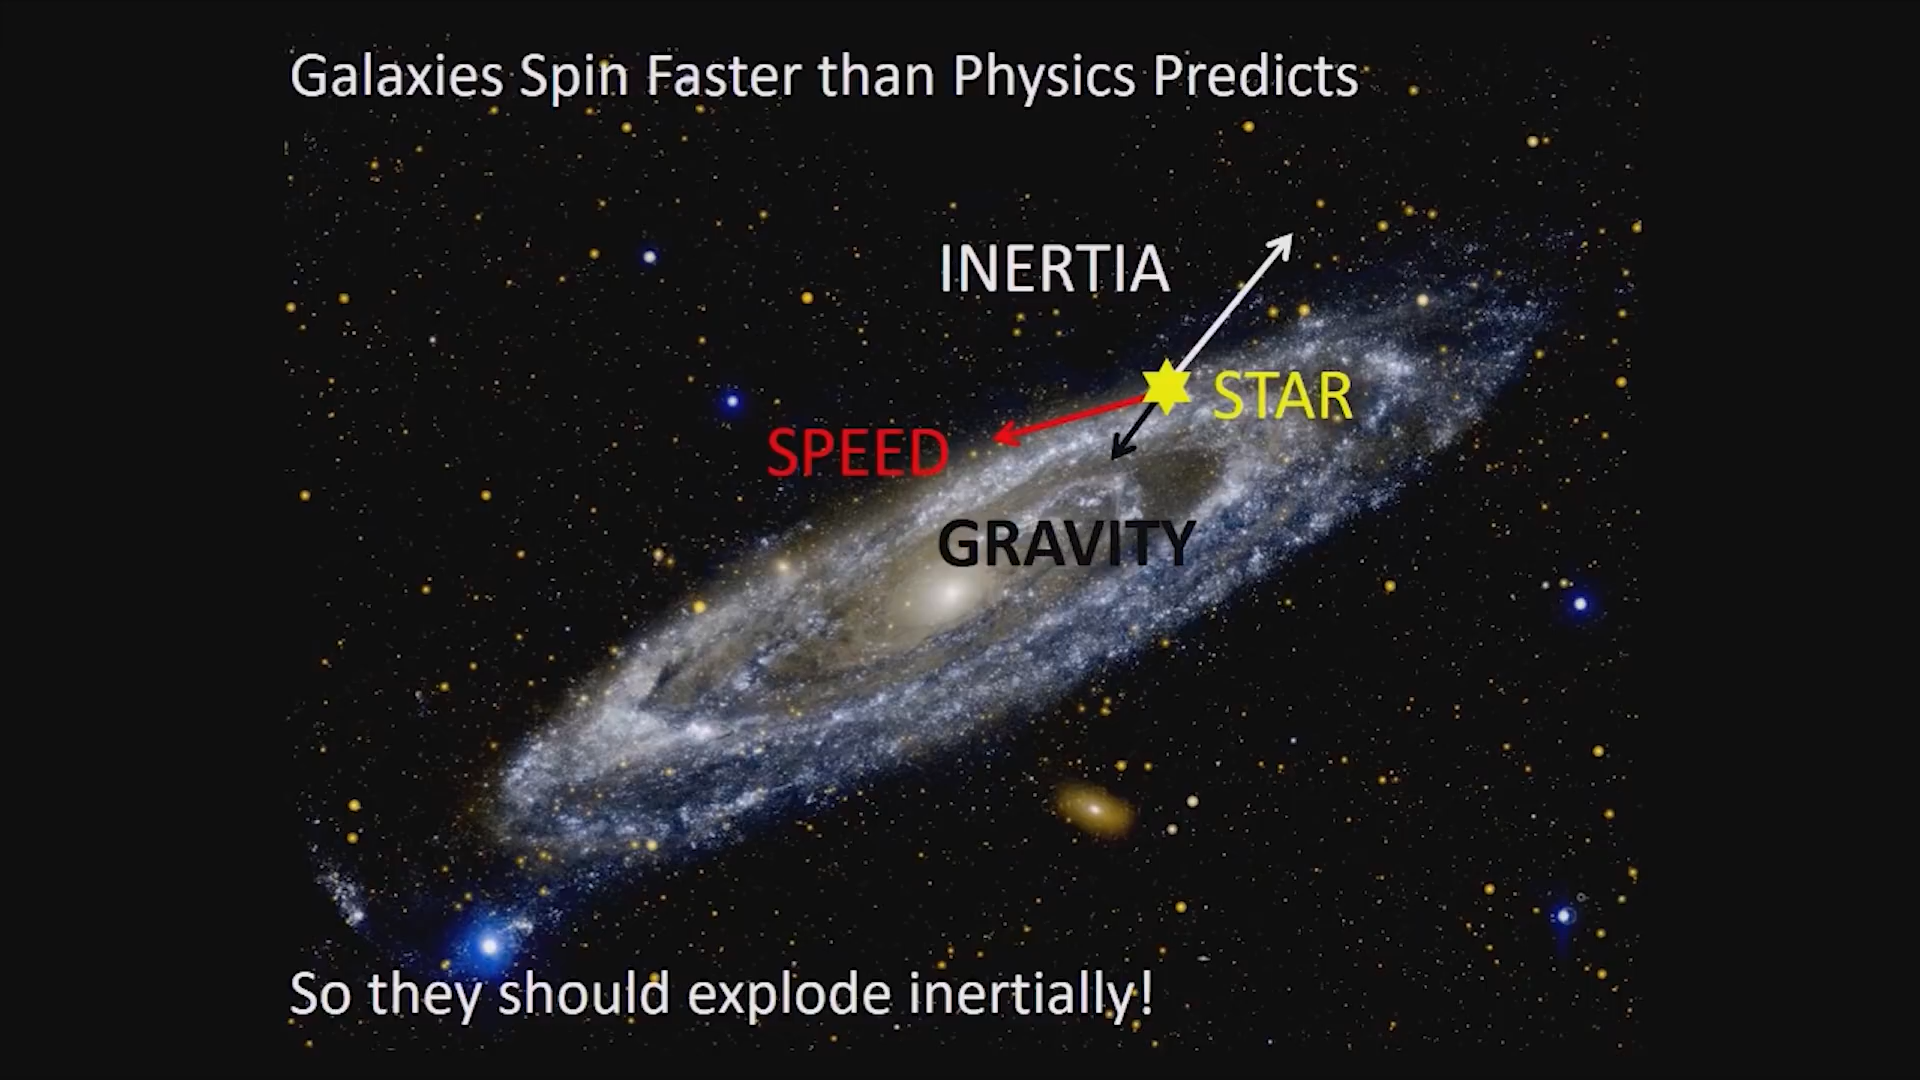 Galaxies Spin Faster than Physics Predicts
INERTIA
STAR
SPEED
GRAVITY
So they should explode inertially!